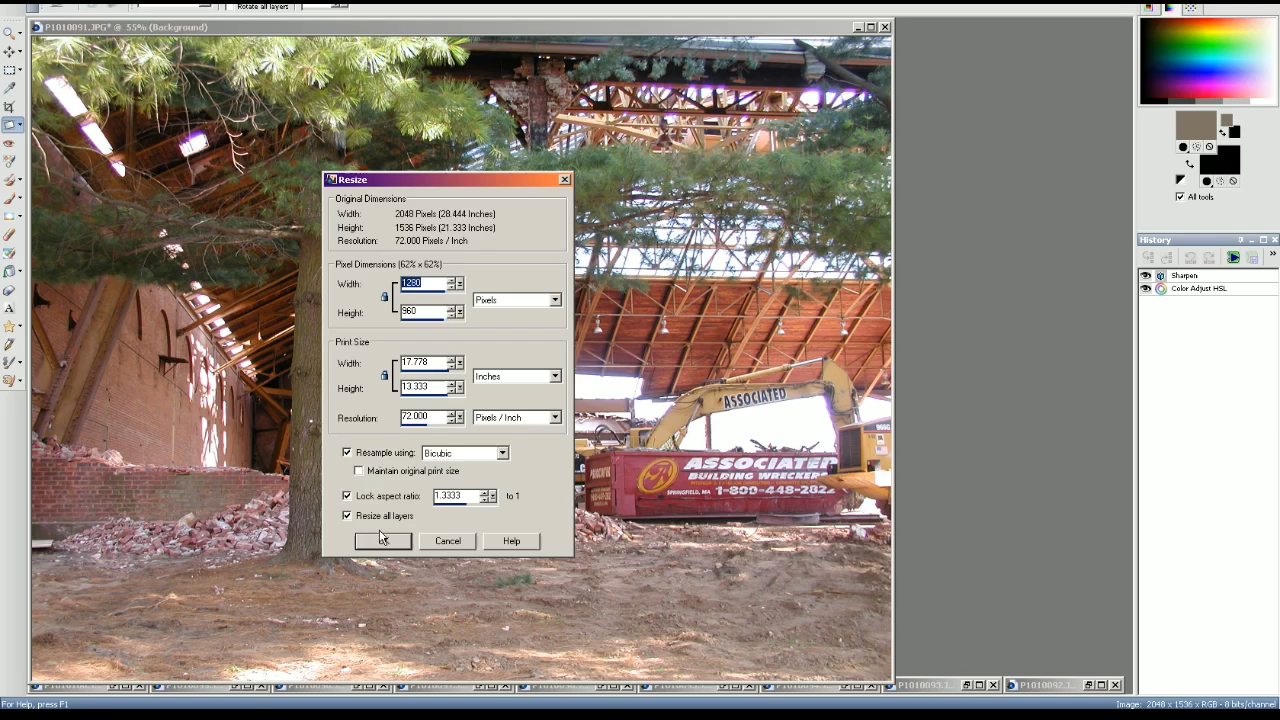 Rotate all layers
P1010091.JPG* @ 55% (Background)
Resize
Original Dimensions
Width: 2048 Pixels (28.444 Inches)
Height: 1536 Pixels (21.333 Inches)
Resolution: 72.000 Pixels / Inch
Pixel Dimensions (62% x 62%)
Width: 1280
Pixels
Height: 960
Print Size
Width: 17.778
Inches
Height: 13.333
Resolution: 72.000 Pixels / Inch
Resample using: Bicubic
Maintain original print size
Lock aspect ratio: 1.3333 to 1
Resize all layers
Cancel Help
All tools
History
Sharpen
Color Adjust HSL
ASSOCIATED
ASSOCIATED
BUILDING WRECKERS
SPRINGFIELD, MA 1-800-448-2822
P1010092.J...
For Help, press F1
Image: 2048 x 1536 x RGB - 8 bits/channel